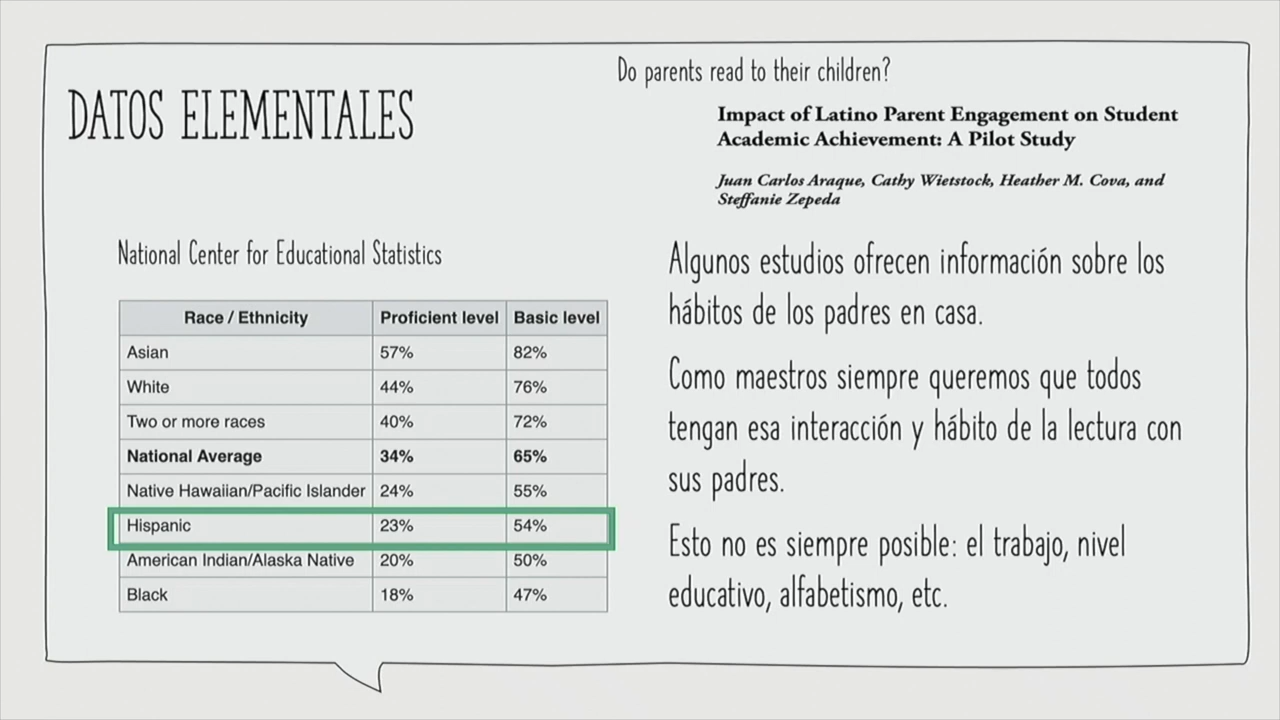 Do parents read to their children?
DATOS ELEMENTALES
Impact of Latino Parent Engagement on Student
Academic Achievement: A Pilot Study
Juan Carlos Araque, Cathy Wietstock, Heather M. Cova, and
Steffanie Zepeda
National Center for Educational Statistics
Race / Ethnicity Proficient level Basic level
Asian 57% 82%
White 44% 76%
Two or more races 40% 72%
National Average 34% 65%
Native Hawaiian/Pacific Islander 24% 55%
Hispanic 23% 54%
American Indian/Alaska Native 20% 50%
Black 18% 47%
Algunos estudios ofrecen información sobre los
hábitos de los padres en casa.
Como maestros siempre queremos que todos
tengan esa interacción y hábito de la lectura con
sus padres.
Esto no es siempre posible: el trabajo, nivel
educativo, alfabetismo, etc.